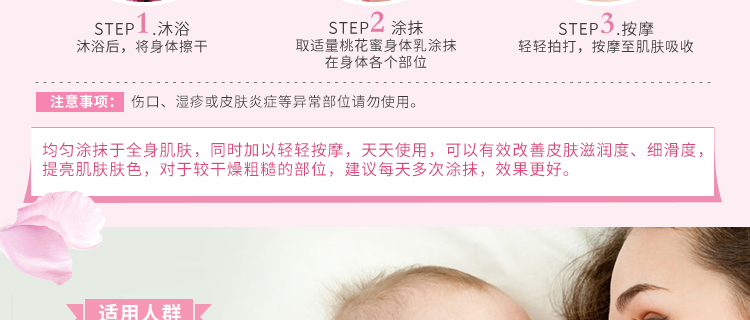 STEP1.沐浴
沐浴后，将身体擦干
STEP2 涂抹
取适量桃花蜜身体乳涂抹
在身体各个部位
STEP3.按摩
轻轻拍打，按摩至肌肤吸收
注意事项： 伤口、湿疹或皮肤炎症等异常部位请勿使用。
均匀涂抹于全身肌肤，同时加以轻轻按摩，天天使用，可以有效改善皮肤滋润度、细滑度，
提亮肌肤肤色，对于较干燥粗糙的部位，建议每天多次涂抹，效果更好。
适用人群